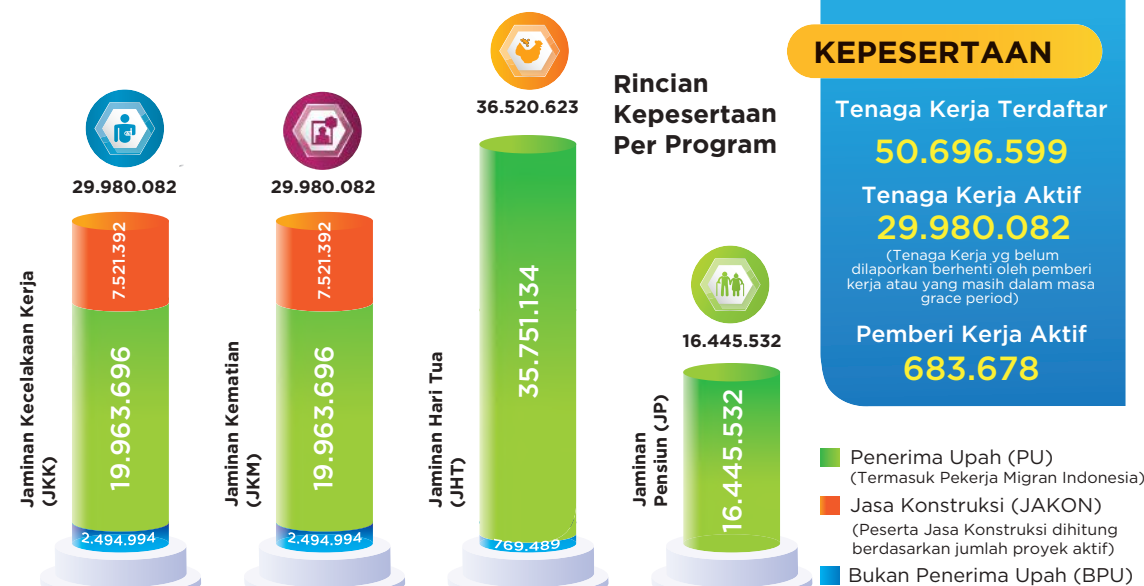 Rincian
Kepesertaan
Per Program
29.980.082
7.521.392
19.963.696
2.494.994
Jaminan Kecelakaan Kerja
(JKK)
29.980.082
7.521.392
19.963.696
2.494.994
Jaminan Kematian
(JKM)
36.520.623
35.751.134
769.489
Jaminan Hari Tua
(JHT)
16.445.532
16.445.532
Jaminan
Pensiun (JP)
KEPESERTAAN
Tenaga Kerja Terdaftar
50.696.599
Tenaga Kerja Aktif
29.980.082
(Tenaga Kerja yg belum
dilaporkan berhenti oleh pemberi
kerja atau yang masih dalam masa
grace period)
Pemberi Kerja Aktif
683.678
Penerima Upah (PU)
(Termasuk Pekerja Migran Indonesia)
Jasa Konstruksi (JAKON)
(Peserta Jasa Konstruksi dihitung
berdasarkan jumlah proyek aktif)
Bukan Penerima Upah (BPU)